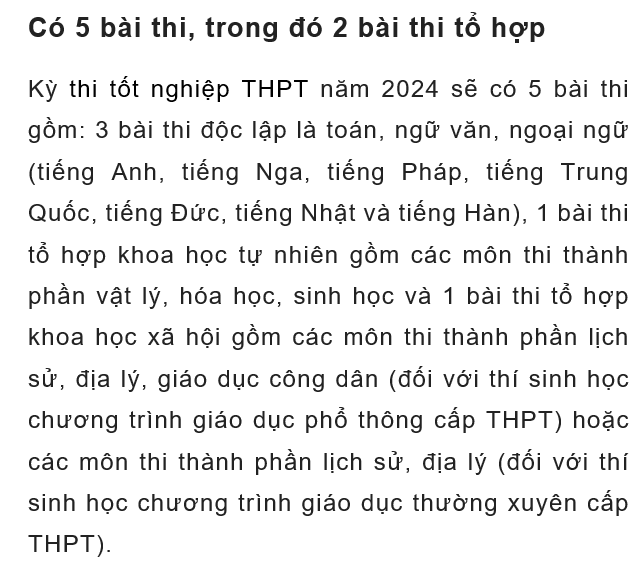 Có 5 bài thi, trong đó 2 bài thi tổ hợp
Kỳ thi tốt nghiệp THPT năm 2024 sẽ có 5 bài thi
gồm: 3 bài thi độc lập là toán, ngữ văn, ngoại ngữ
(tiếng Anh, tiếng Nga, tiếng Pháp, tiếng Trung
Quốc, tiếng Đức, tiếng Nhật và tiếng Hàn), 1 bài thi
tổ hợp khoa học tự nhiên gồm các môn thi thành
phần vật lý, hóa học, sinh học và 1 bài thi tổ hợp
khoa học xã hội gồm các môn thi thành phần lịch
sử, địa lý, giáo dục công dân (đối với thí sinh học
chương trình giáo dục phổ thông cấp THPT) hoặc
các môn thi thành phần lịch sử, địa lý (đối với thí
sinh học chương trình giáo dục thường xuyên cấp
THPT).